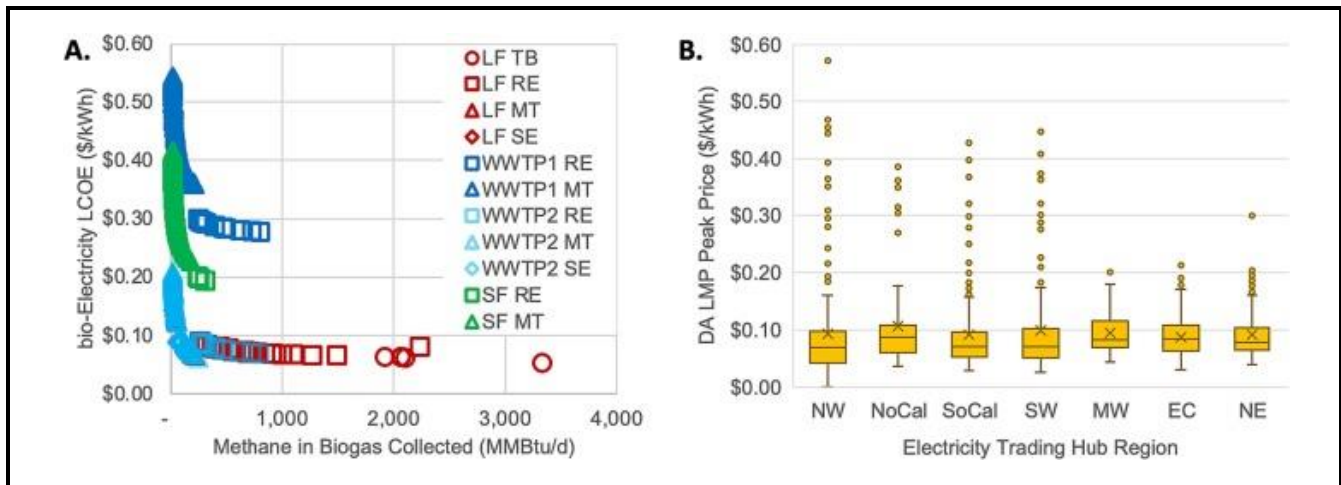 A.
bio-Electricity LCOE ($/kWh)
$0.60
$0.50
$0.40
$0.30
$0.20
$0.10
$0.00
-
1,000
2,000
3,000
4,000
Methane in Biogas Collected (MMBtu/d)
LF TB
LF RE
LF MT
LF SE
WWTP1 RE
WWTP1 MT
WWTP2 RE
WWTP2 MT
WWTP2 SE
SF RE
SF MT
B.
DA LMP Peak Price ($/kWh)
$0.60
$0.50
$0.40
$0.30
$0.20
$0.10
$0.00
NW
NoCal
SoCal
SW
MW
EC
NE
Electricity Trading Hub Region